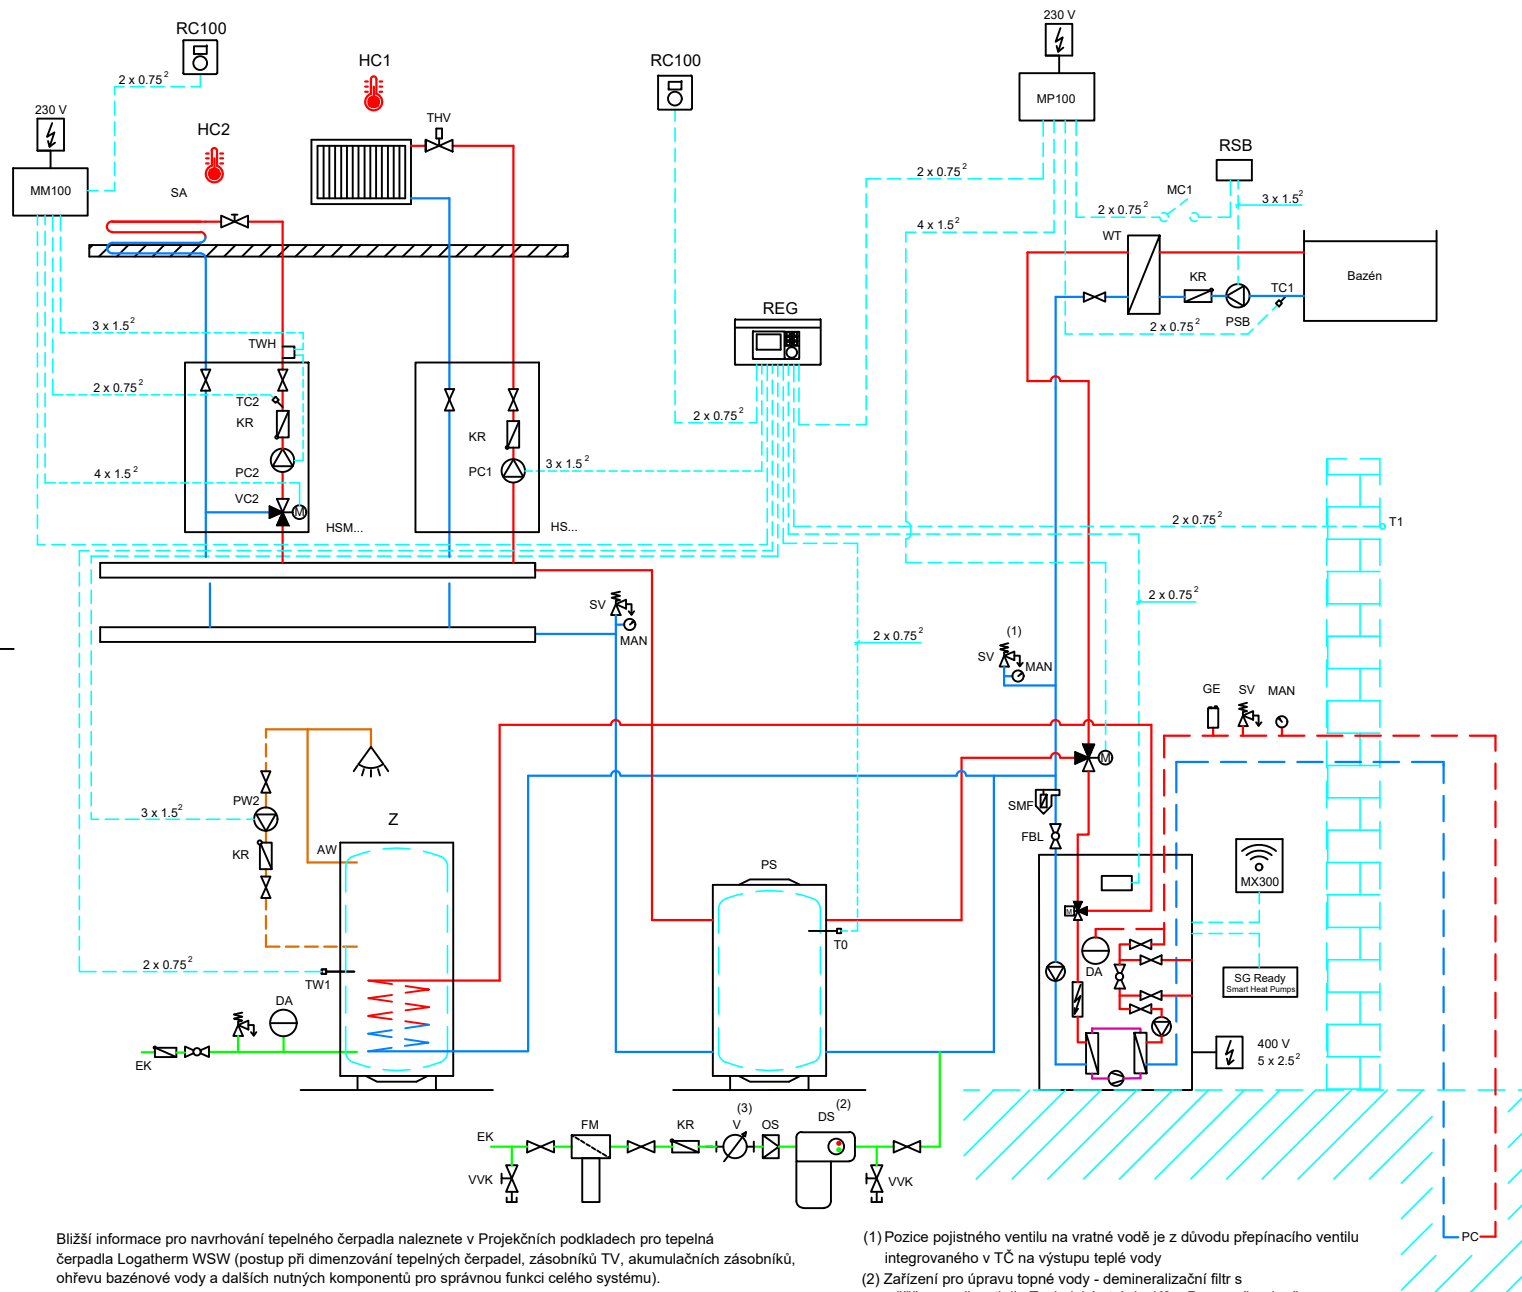 230 V
RC100
RC100
HC1
MP100
2 x 0.75²
230 V
THV
HC2
RSB
2 x 0.75²
MM100
SA
MC1
3 x 1.5²
2 x 0.75²
4 x 1.5²
WT
KR
TC1
Bazén
REG
PSB
3 x 1.5²
2 x 0.75²
TWH
2 x 0.75²
TC2
2 x 0.75²
KR
KR
PC2
PC1
3 x 1.5²
4 x 1.5²
VC2
M
HSM...
HS...
2 x 0.75²
T1
2 x 0.75²
SV
MAN
2 x 0.75²
(1)
SV
MAN
GE
SV
MAN
M
PW2
3 x 1.5²
Z
SMF
FBL
KR
AW
PS
MX300
M
T0
DA
2 x 0.75²
TW1
SG Ready
Smart Heat Pumps
DA
EK
400 V
5 x 2.5²
EK
FM
KR
(3)
V
OS
DS
(2)
VVK
VVK
PC
Bližší informace pro navrhování tepelného čerpadla naleznete v Projekčních podkladech pro tepelná
čerpadla Logatherm WSW (postup při dimenzování tepelných čerpadel, zásobníků TV, akumulačních zásobníků,
ohřevu bazénové vody a dalších nutných komponentů pro správnou funkci celého systému).
(1) Pozice pojistného ventilu na vratné vodě je z důvodu přepínacího ventilu
integrovaného v TČ na výstupu teplé vody
(2) Zařízení pro úpravu topné vody - demineralizační filtr s